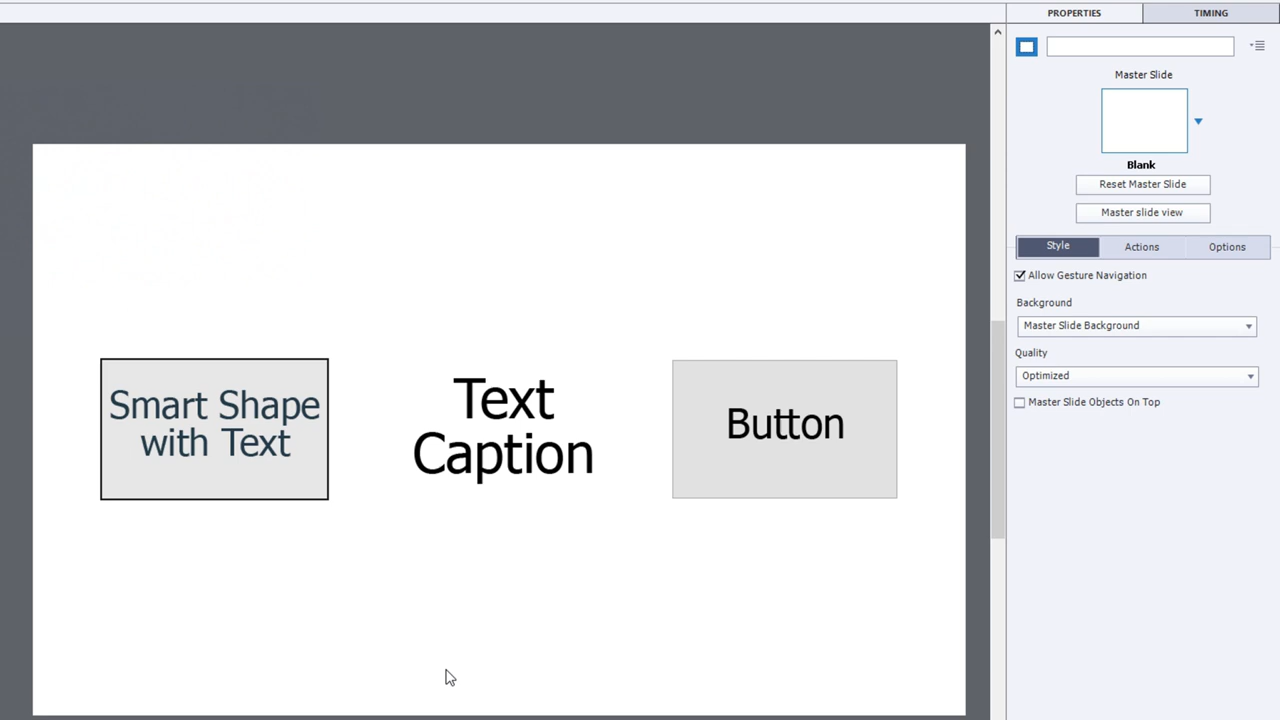 PROPERTIES
TIMING
Master Slide
Blank
Reset Master Slide
Master slide view
Style
Actions
Options
Allow Gesture Navigation
Background
Master Slide Background
Quality
Optimized
Master Slide Objects On Top
Smart Shape
with Text
Text
Caption
Button